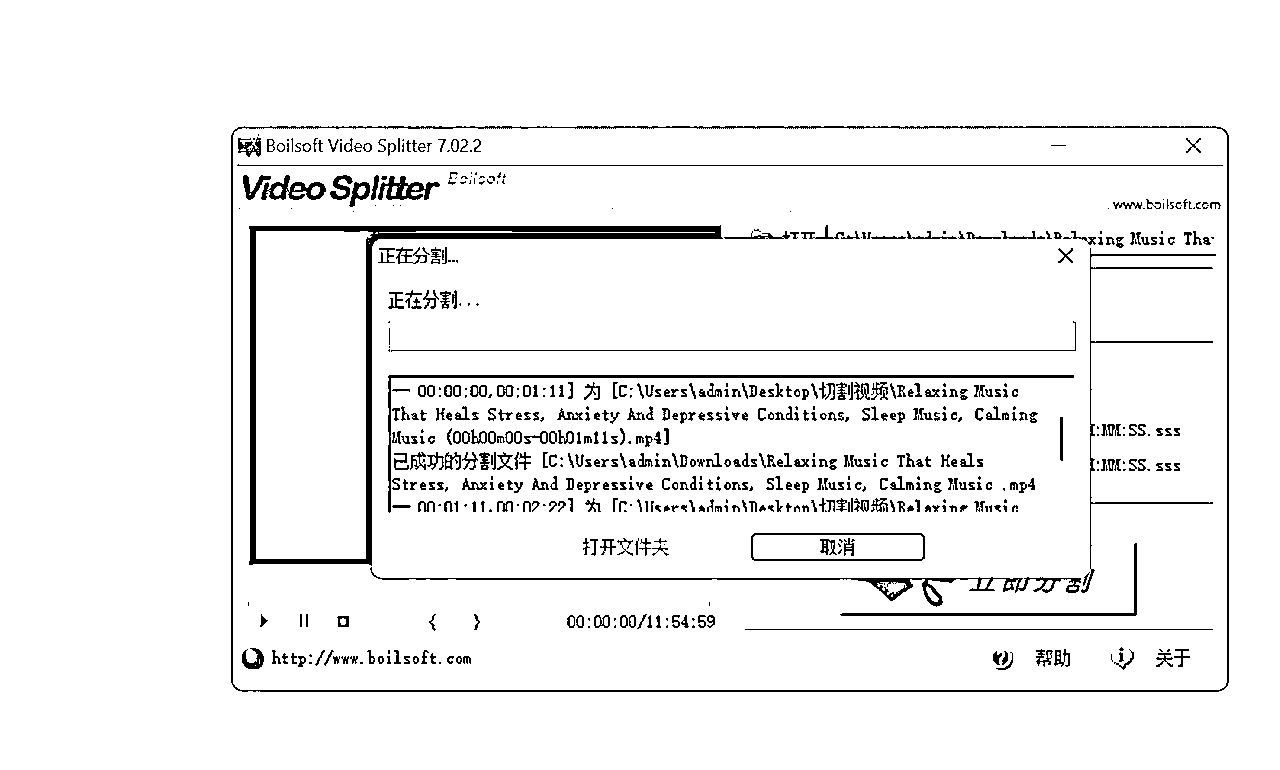 Boilsoft Video Splitter 7.02.2
Video Splitter Boilsoft
www.boilsoft.com
打开 C:\Users\admin\Downloads\Relaxing Music Tha
正在分割...
正在分割...
— 00:00:00,00:01:11] 为 [C:\Users\admin\Desktop\切割视频\Relaxing Music
That Heals Stress, Anxiety And Depressive Conditions, Sleep Music, Calming
Music (00h00m00s-00h01m11s).mp4]
已成功的分割文件 [C:\Users\admin\Downloads\Relaxing Music That Heals
Stress, Anxiety And Depressive Conditions, Sleep Music, Calming Music .mp4
— 00:01:11,00:02:22] 为 [C:\Users\admin\Desktop\切割视频\Relaxing Music
:MM:SS.sss
:MM:SS.sss
打开文件夹 取消
立即分割
{ } 00:00:00/11:54:59
http://www.boilsoft.com 帮助 关于